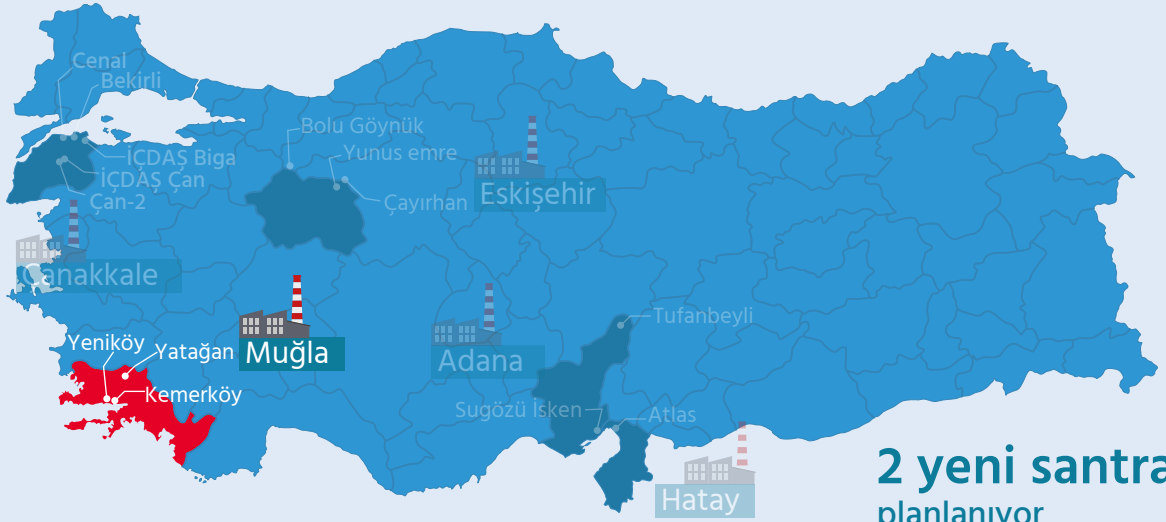 Cenal
Bekirli
Bolu Göynük
Yunus emre
İÇDAŞ Biga
İÇDAŞ Çan
Çan-2
Çayırhan
Eskişehir
Çanakkale
Tufanbeyli
Yeniköy
Yatağan
Muğla
Adana
Kemerköy
Sugözü İsken
Atlas
Hatay
2 yeni santra
planlanıyor